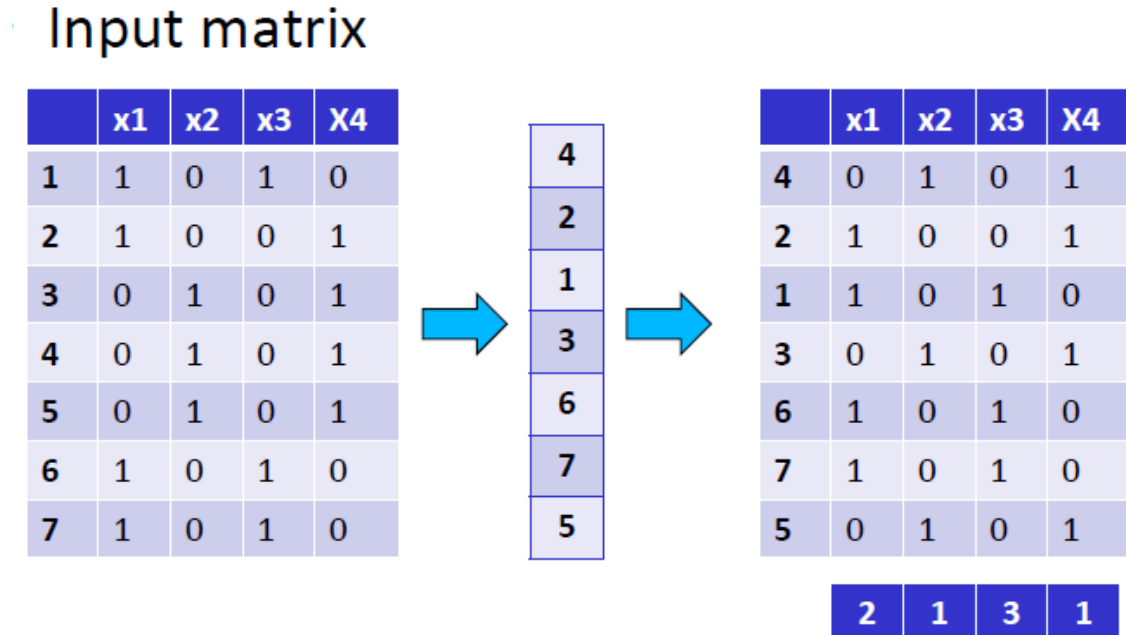 Input matrix
x1 x2 x3 X4
1 1 0 1 0
2 1 0 0 1
3 0 1 0 1
4 0 1 0 1
5 0 1 0 1
6 1 0 1 0
7 1 0 1 0
4
2
1
3
6
7
5
x1 x2 x3 X4
4 0 1 0 1
2 1 0 0 1
1 1 0 1 0
3 0 1 0 1
6 1 0 1 0
7 1 0 1 0
5 0 1 0 1
2 1 3 1